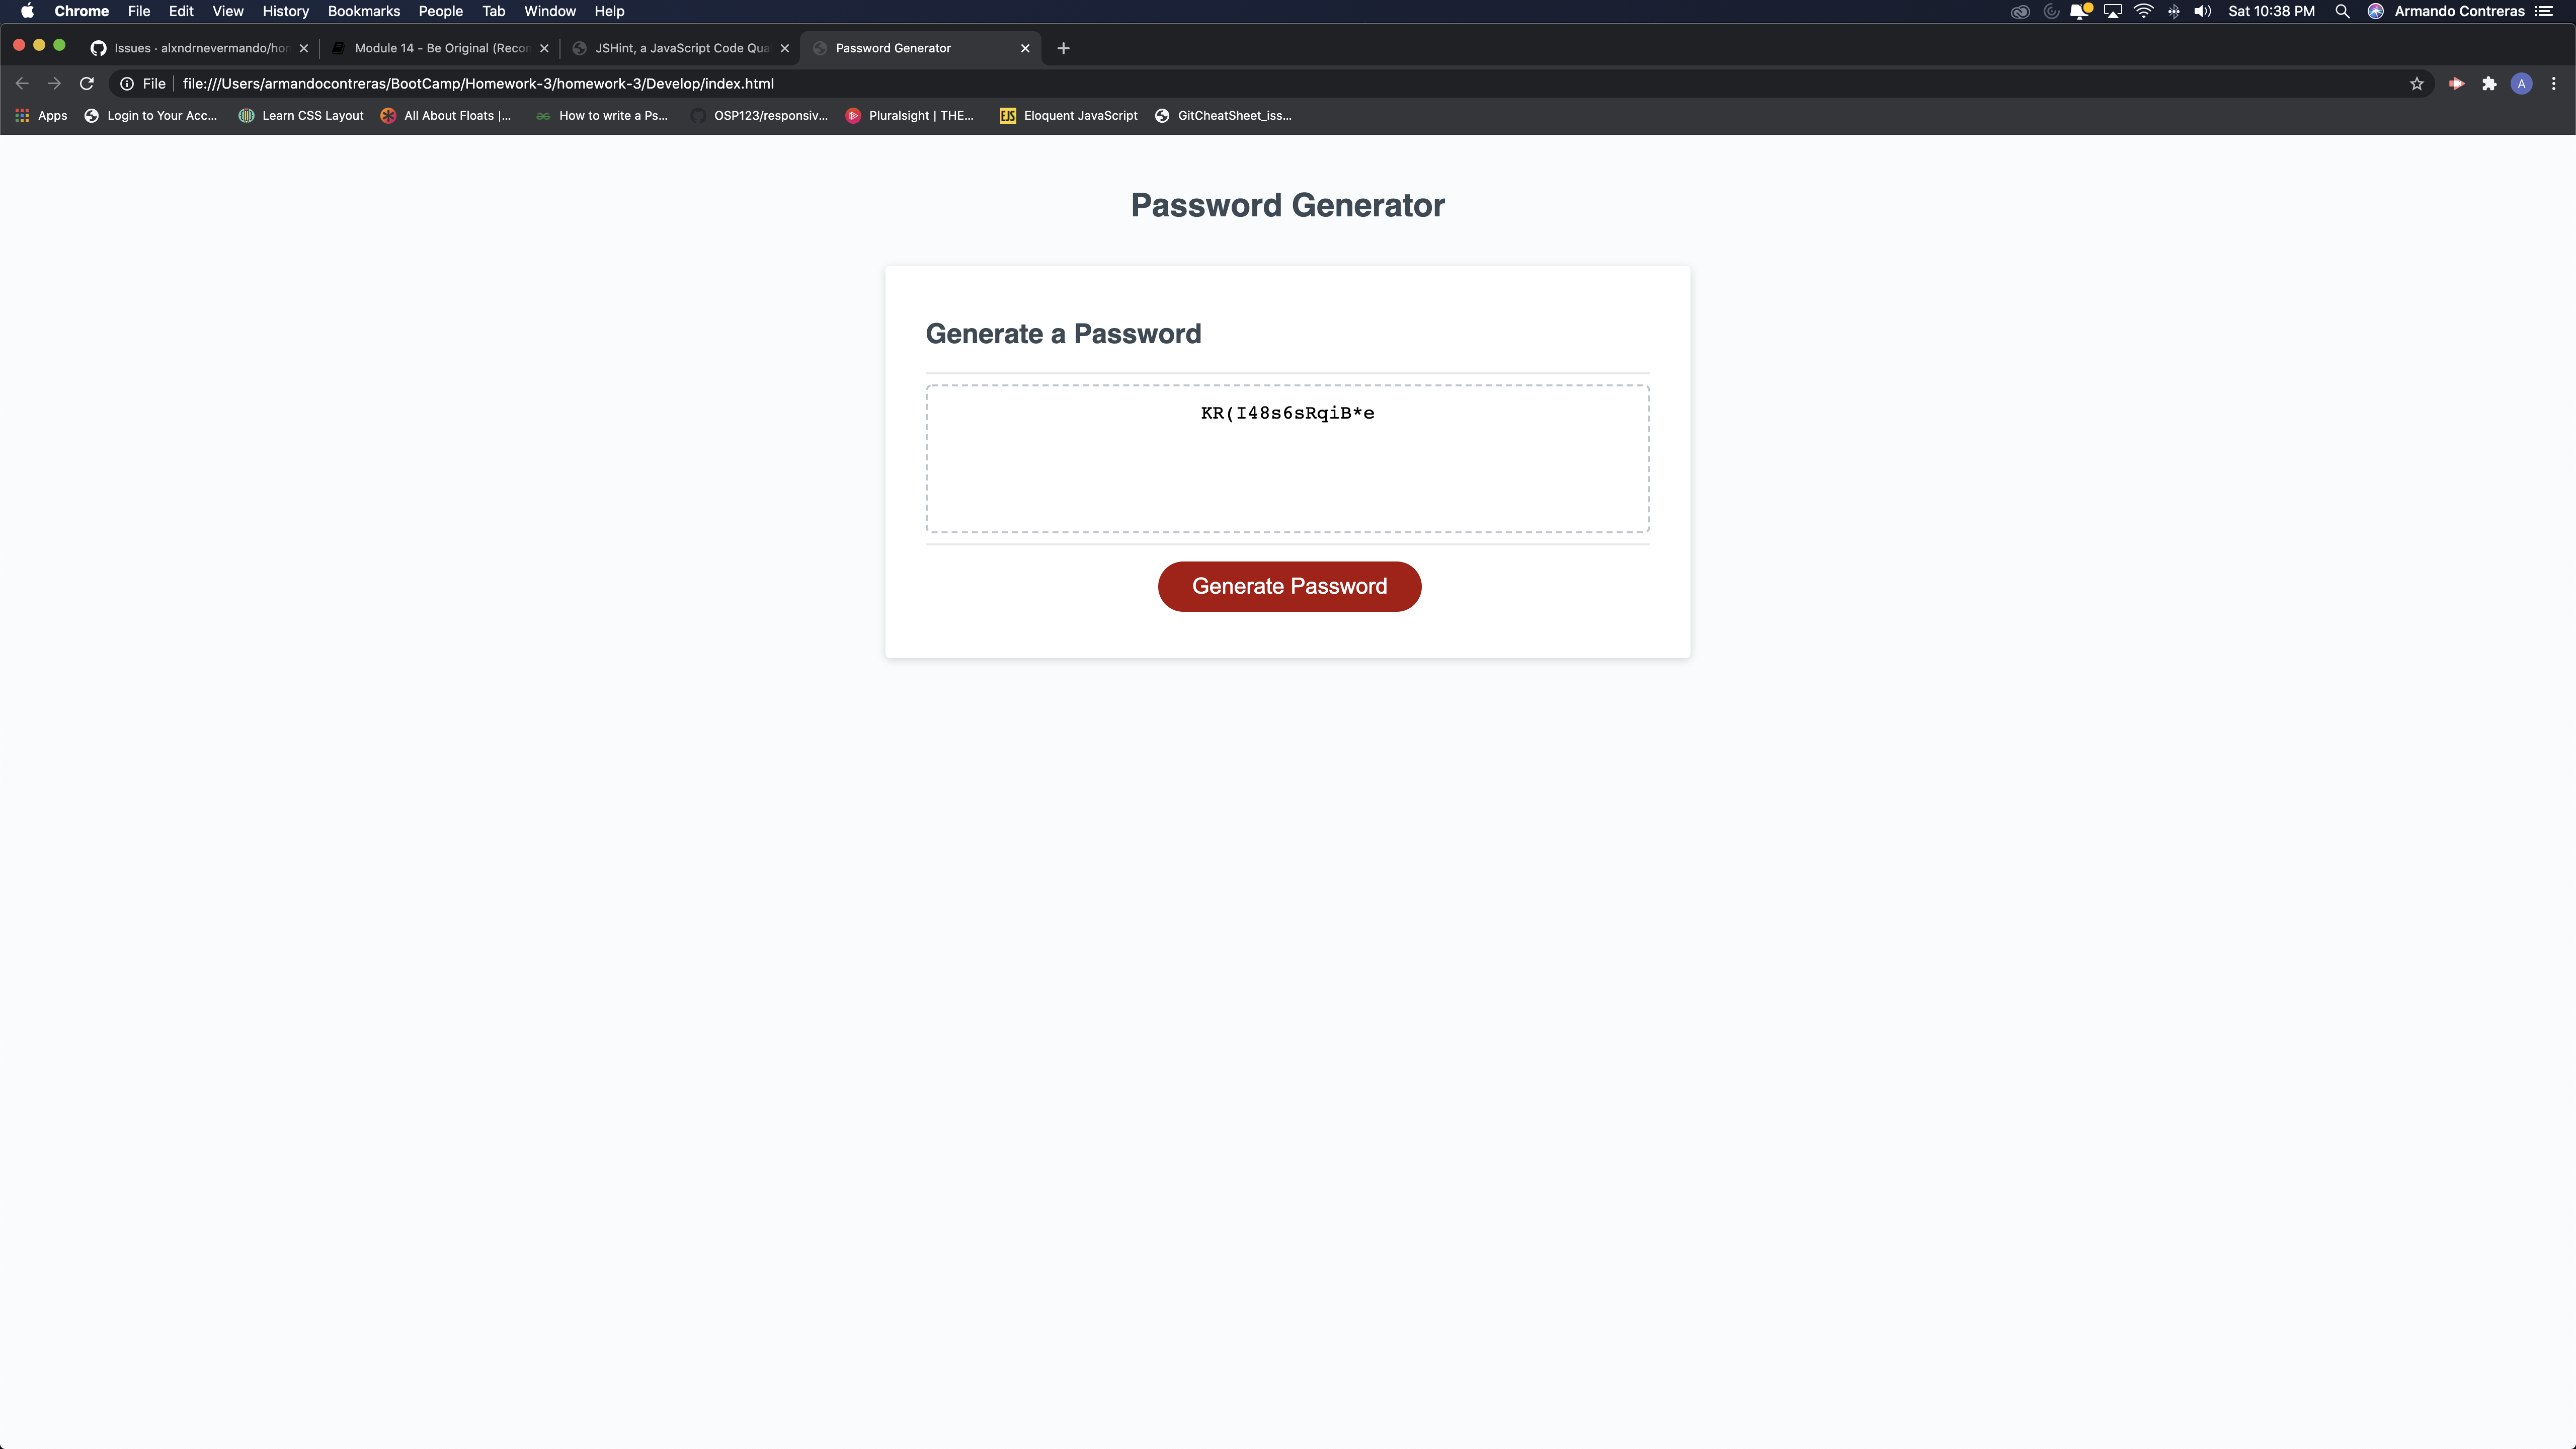 Chrome File Edit View History Bookmarks People Tab Window Help Sat 10:38 PM Armando Contreras
Issues · alxndrnevermando/hom Module 14 - Be Original (Recor JSHint, a JavaScript Code Qua Password Generator
File file:///Users/armandocontreras/BootCamp/Homework-3/homework-3/Develop/index.html A
Apps Login to Your Acc... Learn CSS Layout All About Floats |... How to write a Ps... OSP123/responsiv... Pluralsight | THE... EJS Eloquent JavaScript GitCheatSheet_iss...
Password Generator
Generate a Password
KR(I48s6sRqiB*e
Generate Password